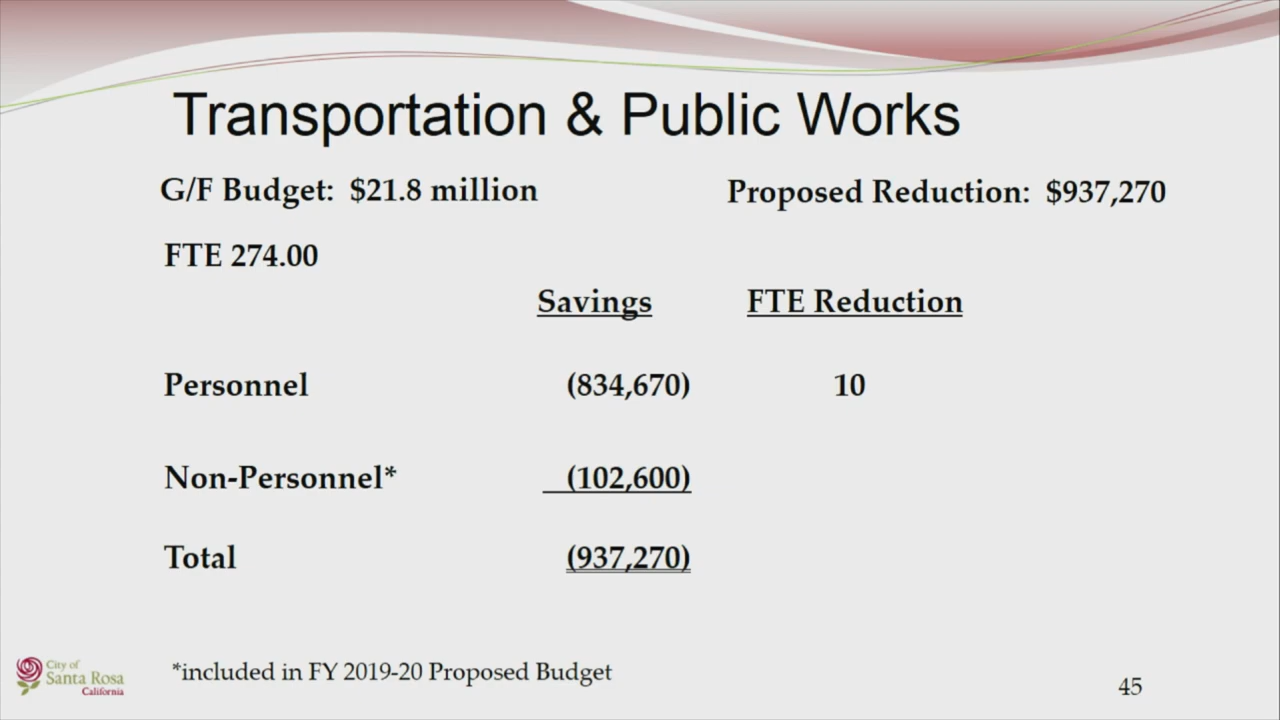 Transportation & Public Works
G/F Budget: $21.8 million Proposed Reduction: $937,270
FTE 274.00
Savings FTE Reduction
Personnel (834,670) 10
Non-Personnel* (102,600)
Total (937,270)
*included in FY 2019-20 Proposed Budget
City of
Santa Rosa
California
45